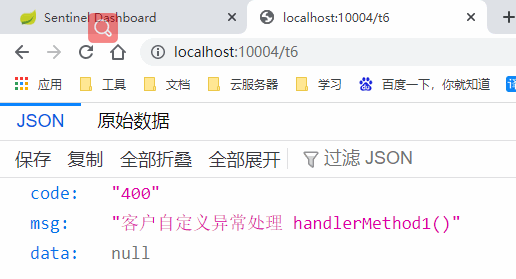 Sentinel Dashboard
localhost:10004/t6
localhost:10004/t6
应用 工具 文档 云服务器 学习 百度一下，你就知道 译
JSON 原始数据
保存 复制 全部折叠 全部展开 过滤 JSON
code: "400"
msg: "客户自定义异常处理 handlerMethod1()"
data: null